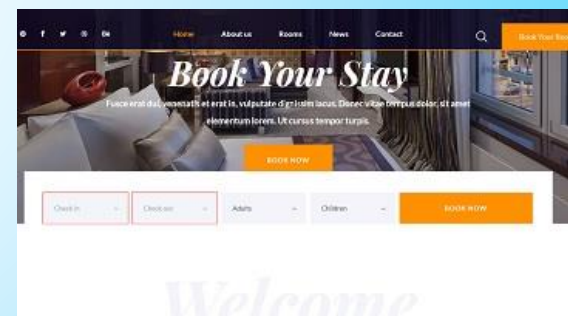 Home About us Rooms News Contact
Book Your Room
Book Your Stay
Fusce erat dui, venenatis et erat in, vulputate dignissim lacus. Donec vitae tempus dolor, sit amet
elementum lorem. Ut cursus tempor turpis.
BOOK NOW
Check in Check out Adults Children BOOK NOW
Welcome